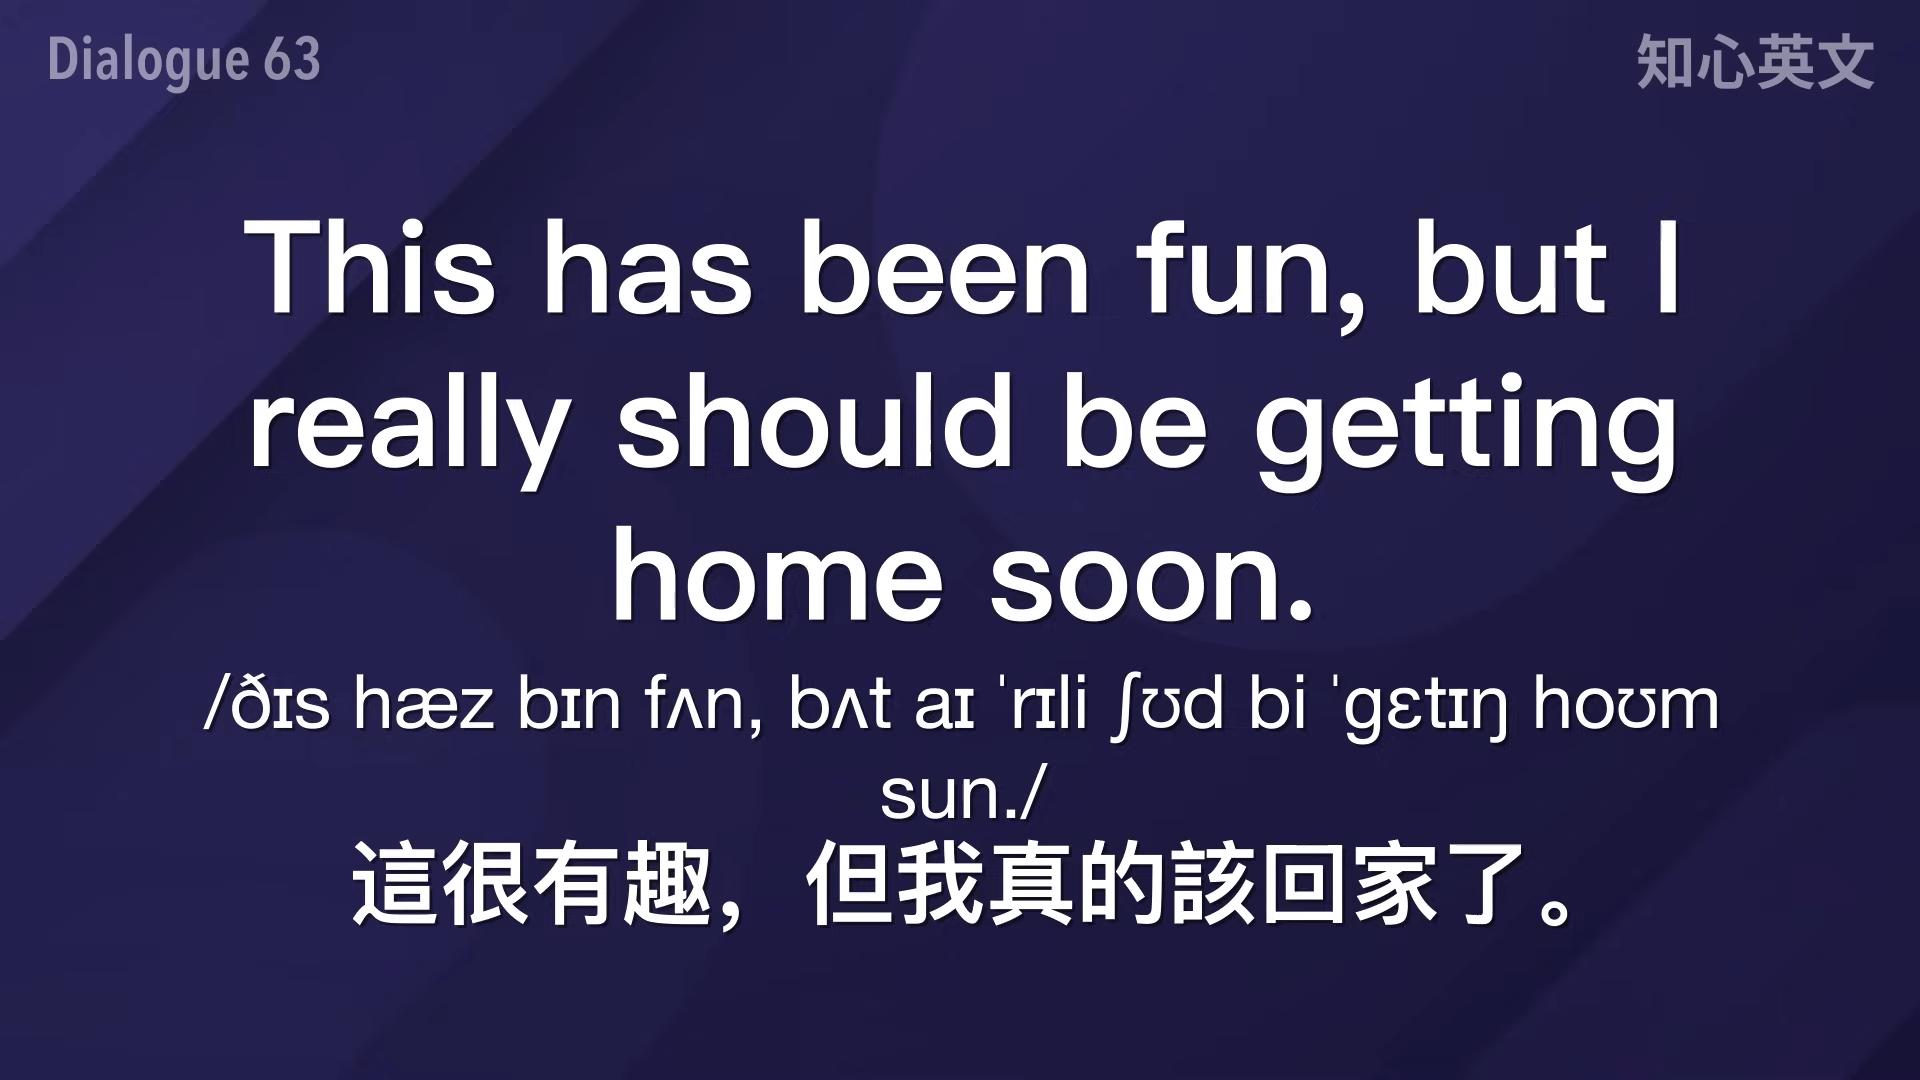 Dialogue 63
知心英文
This has been fun, but I
really should be getting
home soon.
/ðɪs hæz bɪn fʌn, bʌt aɪ ˈrɪli ʃʊd bi ˈgɛtɪŋ hoʊm
sun./
這很有趣，但我真的該回家了。